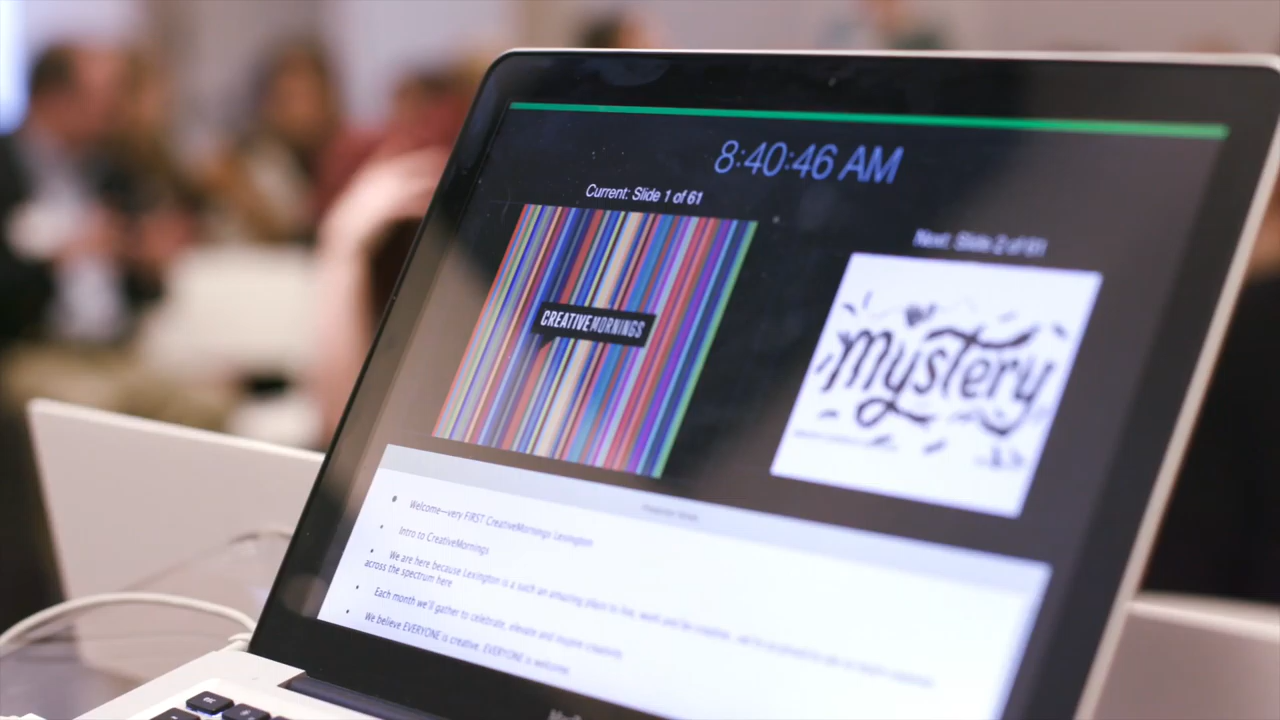 8:40:46 AM
Current: Slide 1 of 61
Next: Slide 2 of 61
CREATIVEMORNINGS
mystery
Welcome—very FIRST CreativeMornings Lexington
Intro to CreativeMornings
We are here because Lexington is a such an amazing place to live, work and be creative
across the spectrum here
Each month we'll gather to celebrate, elevate and inspire creativity
We believe EVERYONE is creative. EVERYONE is welcome.
esc